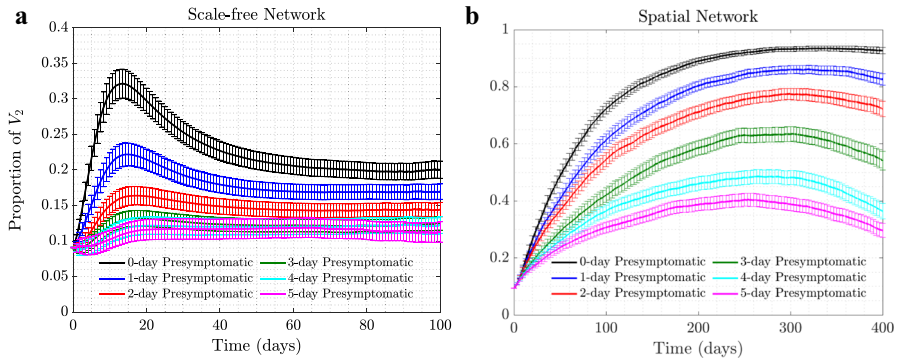 a
Scale-free Network
Proportion of V2
0.4
0.35
0.3
0.25
0.2
0.15
0.1
0.05
0
0-day Presymptomatic
1-day Presymptomatic
2-day Presymptomatic
3-day Presymptomatic
4-day Presymptomatic
5-day Presymptomatic
0 20 40 60 80 100
Time (days)
b
Spatial Network
1
0.8
0.6
0.4
0.2
0
0-day Presymptomatic
1-day Presymptomatic
2-day Presymptomatic
3-day Presymptomatic
4-day Presymptomatic
5-day Presymptomatic
0 100 200 300 400
Time (days)